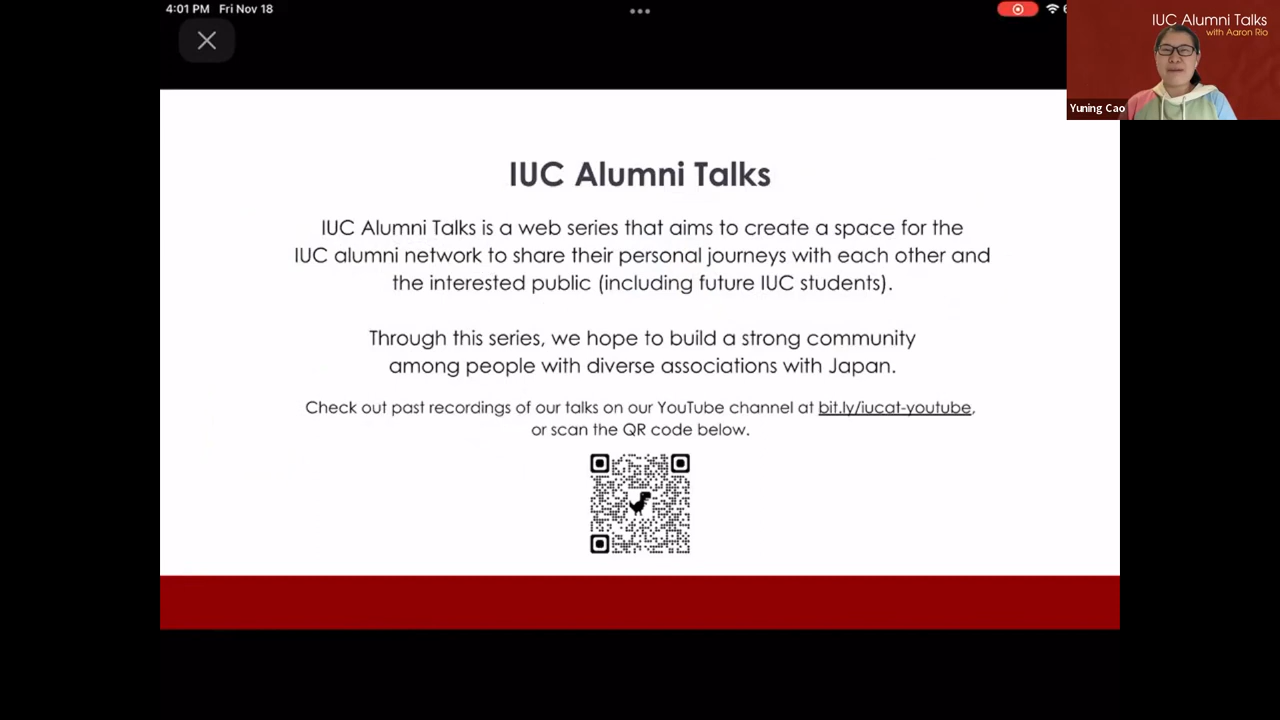 4:01 PM Fri Nov 18
IUC Alumni Talks
with Aaron Rio
Yuning Cao
IUC Alumni Talks
IUC Alumni Talks is a web series that aims to create a space for the
IUC alumni network to share their personal journeys with each other and
the interested public (including future IUC students).
Through this series, we hope to build a strong community
among people with diverse associations with Japan.
Check out past recordings of our talks on our YouTube channel at bit.ly/iucat-youtube,
or scan the QR code below.